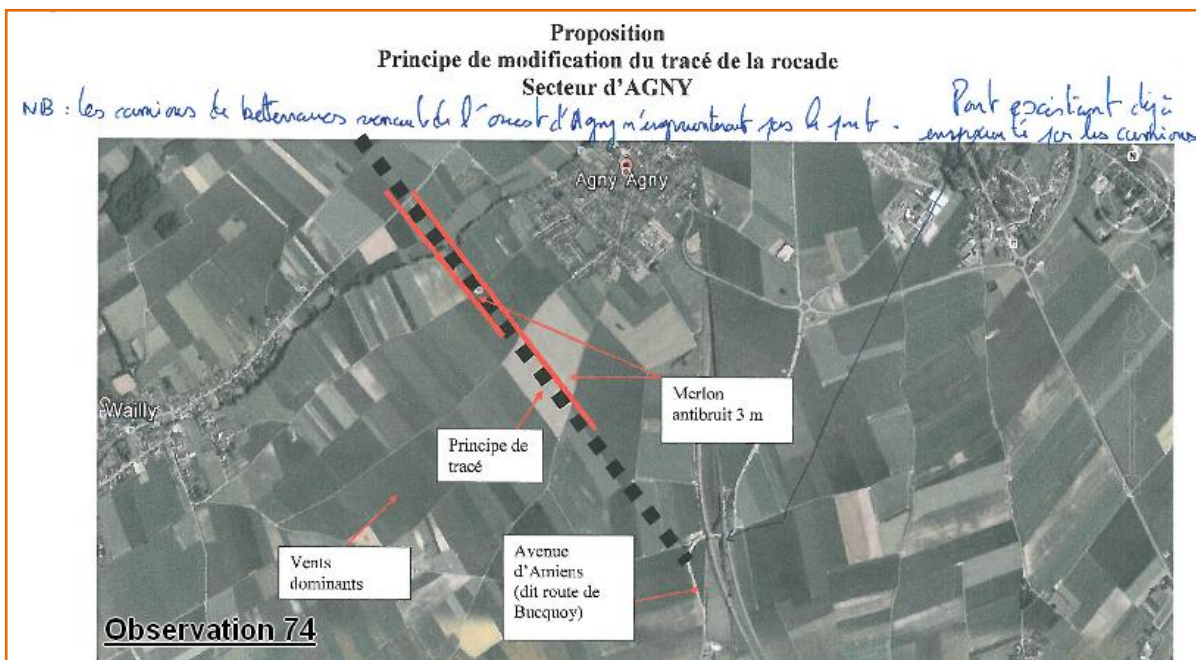 Proposition
Principe de modification du tracé de la rocade
Secteur d'AGNY
NB : les camions de betteraves venant de l'ouest d'Agny n'emprunteront pas le pont.
Pont existant déjà
emprunté par les camions
Agny Agny
N
Wailly
Merlon
antibruit 3 m
Principe de
tracé
Vents
dominants
Avenue
d'Amiens
(dit route de
Bucquoy)
Observation 74